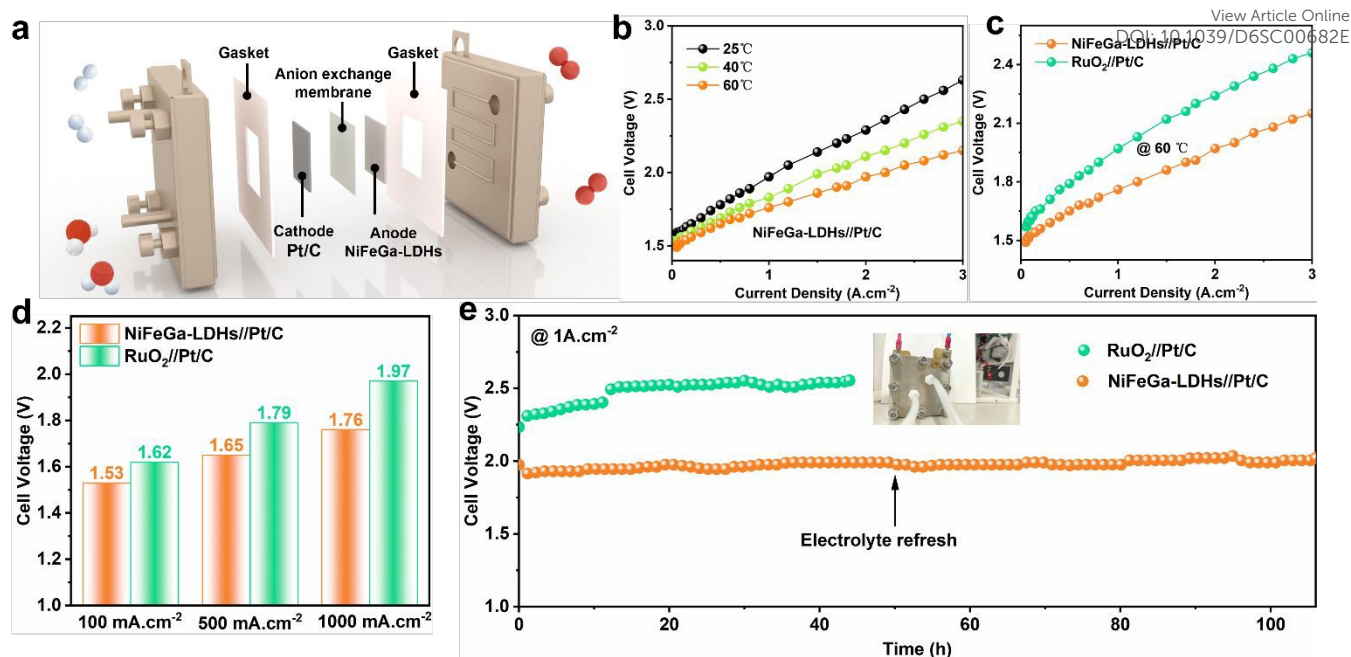 View Article Online
DOI: 10.1039/D6SC00682E
a
Gasket
Anion exchange
membrane
Gasket
Cathode
Pt/C
Anode
NiFeGa-LDHs
b
3.0
2.5
2.0
1.5
Cell Voltage (V)
25℃
40℃
60℃
NiFeGa-LDHs//Pt/C
0 1 2 3
Current Density (A.cm⁻²)
c
2.4
2.1
1.8
1.5
Cell Voltage (V)
NiFeGa-LDHs//Pt/C
RuO₂//Pt/C
@ 60 ℃
0 1 2 3
Current Density (A.cm⁻²)
d
2.2
2.0
1.8
1.6
1.4
1.2
1.0
Cell Voltage (V)
NiFeGa-LDHs//Pt/C
RuO₂//Pt/C
1.53 1.62 1.65 1.79 1.76 1.97
100 mA.cm⁻² 500 mA.cm⁻² 1000 mA.cm⁻²
e
3.0
2.5
2.0
1.5
1.0
Cell Voltage (V)
@ 1A.cm⁻²
RuO₂//Pt/C
NiFeGa-LDHs//Pt/C
Electrolyte refresh
0 20 40 60 80 100
Time (h)